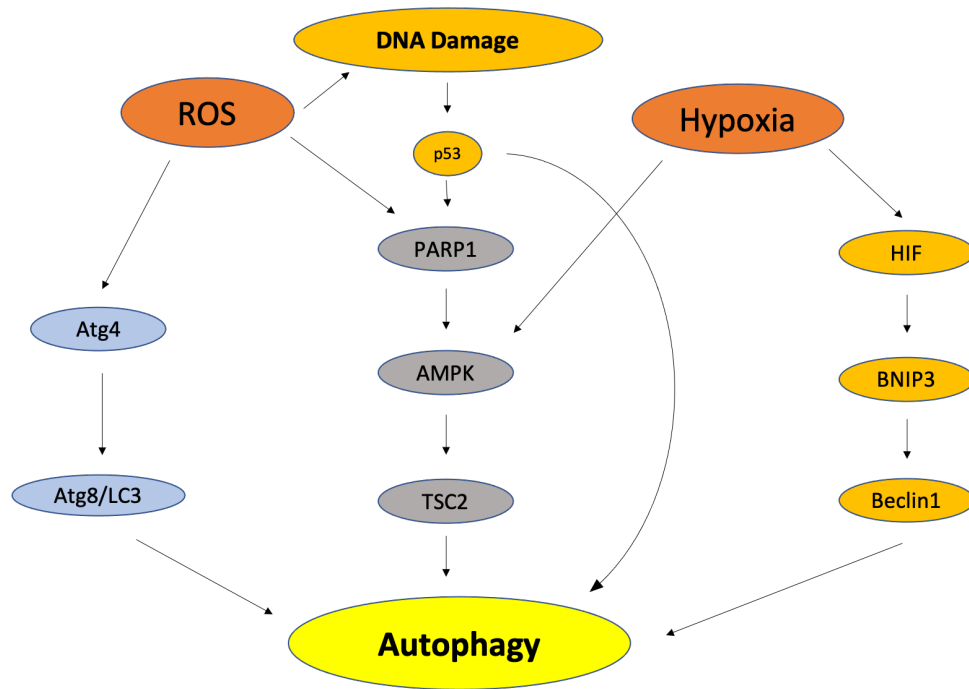 DNA Damage
ROS
Hypoxia
p53
PARP1
HIF
Atg4
AMPK
BNIP3
Atg8/LC3
TSC2
Beclin1
Autophagy